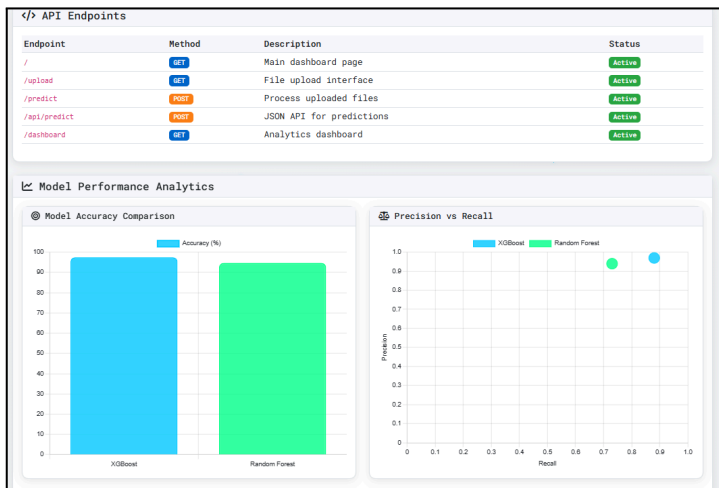 </> API Endpoints
Endpoint Method Description Status
/ GET Main dashboard page Active
/upload GET File upload interface Active
/predict POST Process uploaded files Active
/api/predict POST JSON API for predictions Active
/dashboard GET Analytics dashboard Active
Model Performance Analytics
Model Accuracy Comparison
Accuracy (%)
100
90
80
70
60
50
40
30
20
10
0
XGBoost Random Forest
Precision vs Recall
XGBoost Random Forest
1.0
0.9
0.8
0.7
0.6
0.5
0.4
0.3
0.2
0.1
0
Precision
0 0.1 0.2 0.3 0.4 0.5 0.6 0.7 0.8 0.9 1.0
Recall